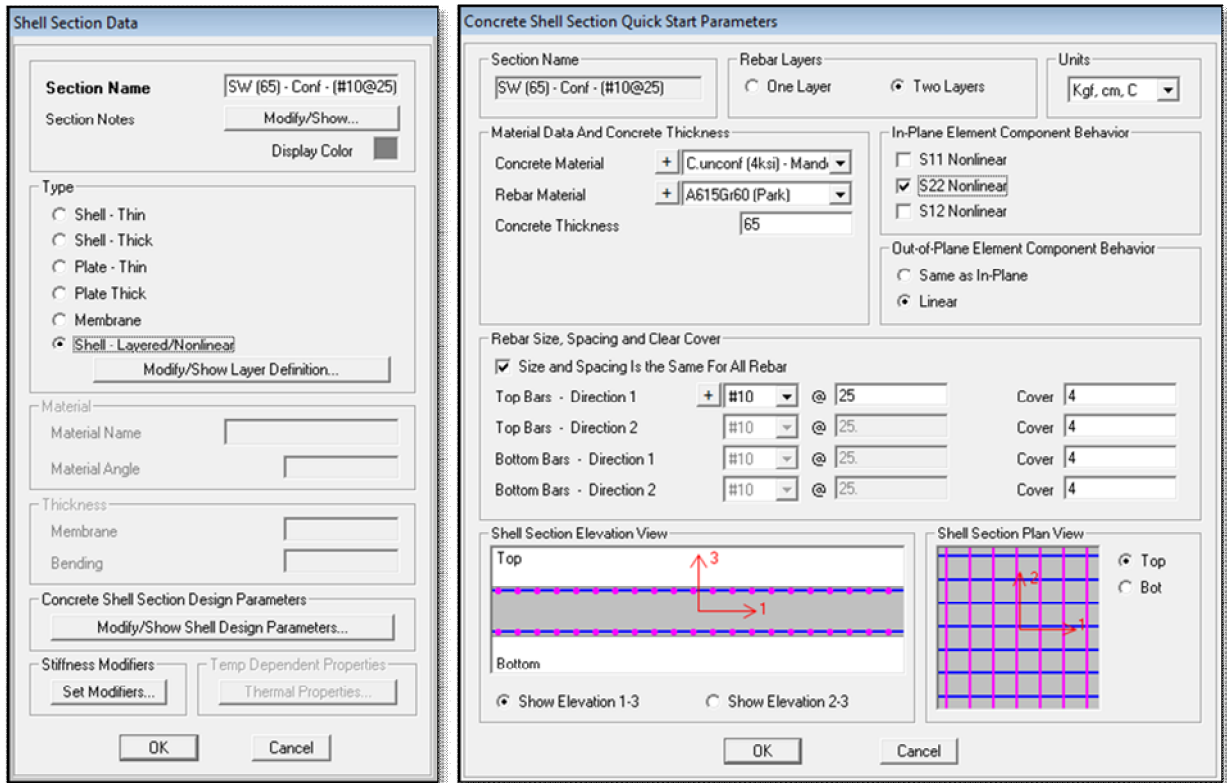 Shell Section Data
Section Name
SW (65) - Conf - (#10@25)
Section Notes
Modify/Show...
Display Color
Type
Shell - Thin
Shell - Thick
Plate - Thin
Plate Thick
Membrane
Shell - Layered/Nonlinear
Modify/Show Layer Definition...
Material
Material Name
Material Angle
Thickness
Membrane
Bending
Concrete Shell Section Design Parameters
Modify/Show Shell Design Parameters...
Stiffness Modifiers
Set Modifiers...
Temp Dependent Properties
Thermal Properties...
OK Cancel
Concrete Shell Section Quick Start Parameters
Section Name
SW (65) - Conf - (#10@25)
Rebar Layers
One Layer Two Layers
Units
Kgf, cm, C
Material Data And Concrete Thickness
Concrete Material + C.unconf (4ksi) - Mand
Rebar Material + A615Gr60 (Park)
Concrete Thickness 65
In-Plane Element Component Behavior
S11 Nonlinear
S22 Nonlinear
S12 Nonlinear
Out-of-Plane Element Component Behavior
Same as In-Plane
Linear
Rebar Size, Spacing and Clear Cover
Size and Spacing Is the Same For All Rebar
Top Bars - Direction 1 + #10 @ 25 Cover 4
Top Bars - Direction 2 #10 @ 25. Cover 4
Bottom Bars - Direction 1 #10 @ 25. Cover 4
Bottom Bars - Direction 2 #10 @ 25. Cover 4
Shell Section Elevation View
Top
3
1
Bottom
Show Elevation 1-3 Show Elevation 2-3
Shell Section Plan View
2
1
Top
Bot
OK Cancel